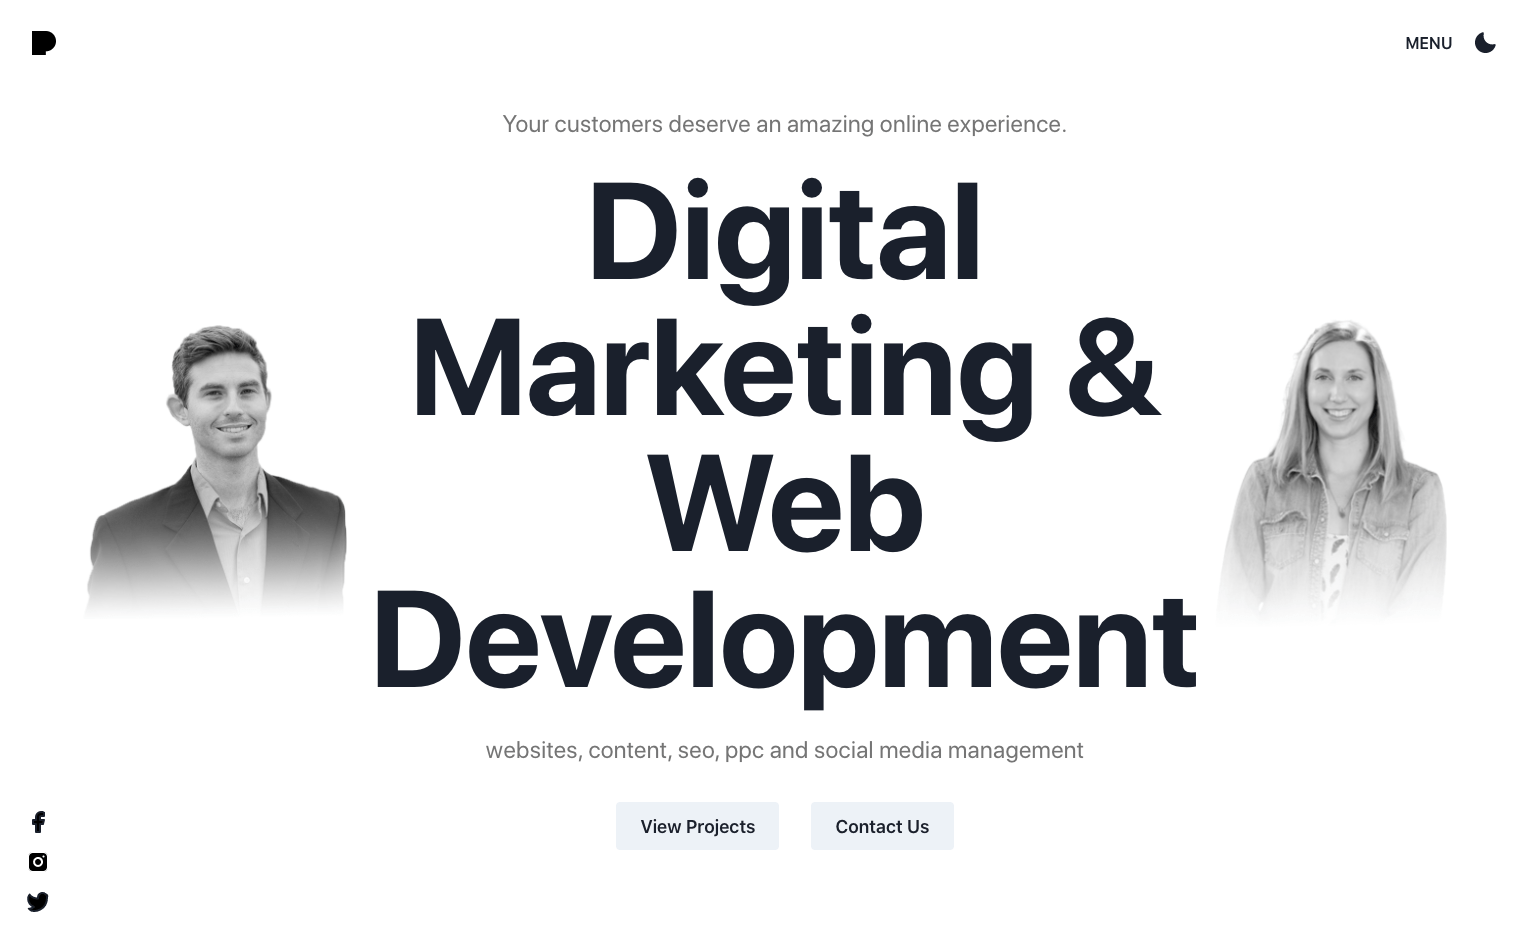 MENU
Your customers deserve an amazing online experience.
Digital
Marketing &
Web
Development
websites, content, seo, ppc and social media management
View Projects
Contact Us